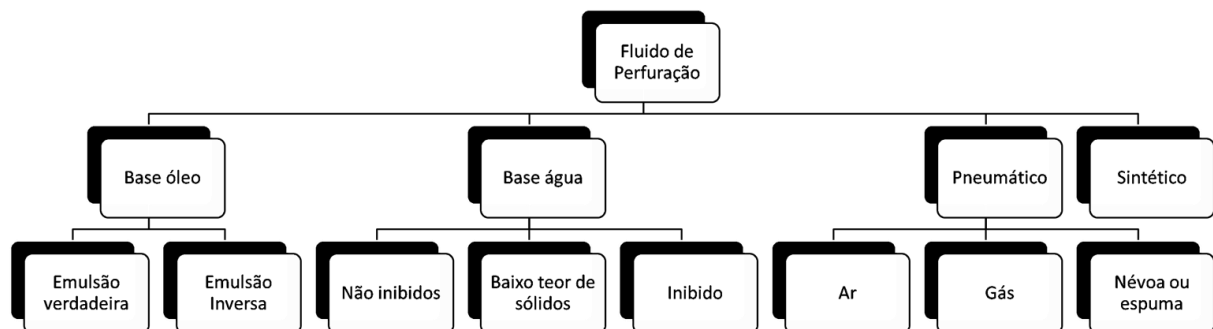 Fluido de
Perfuração
Base óleo
Base água
Pneumático
Sintético
Emulsão
verdadeira
Emulsão
Inversa
Não inibidos
Baixo teor de
sólidos
Inibido
Ar
Gás
Névoa ou
espuma